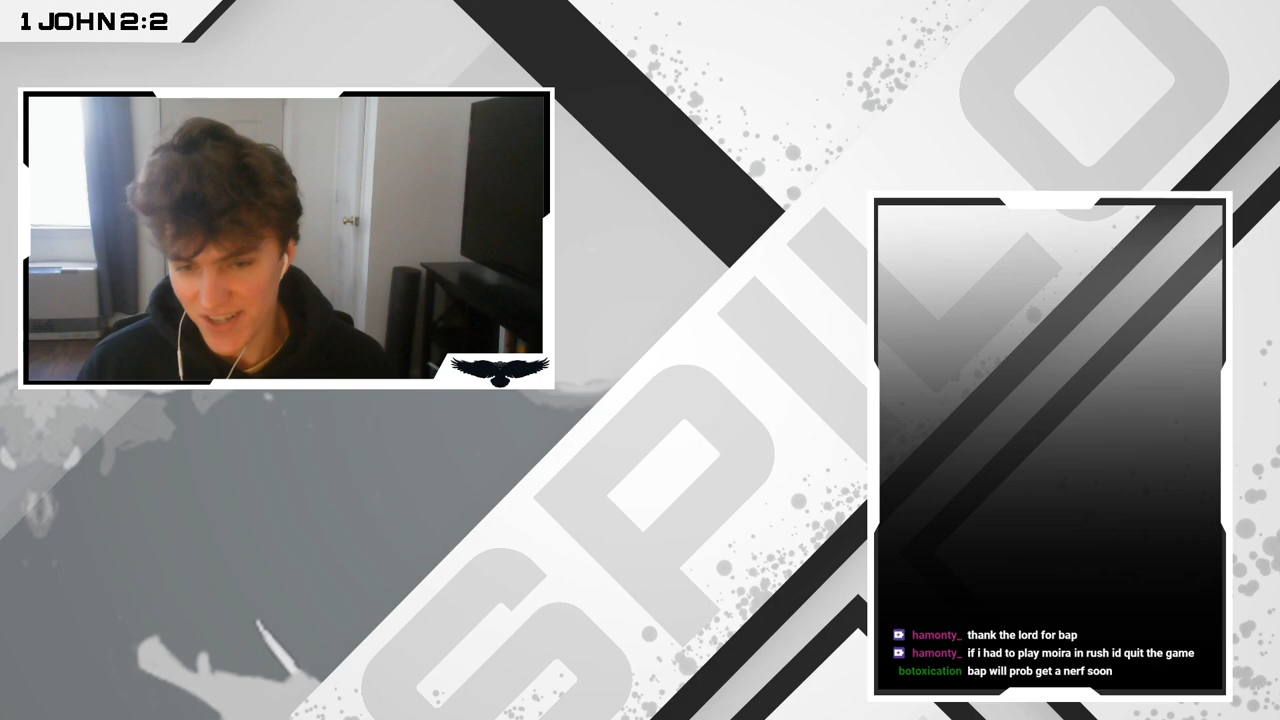 1 JOHN 2:2
hamonty_ thank the lord for bap
hamonty_ if i had to play moira in rush id quit the game
botoxication bap will prob get a nerf soon